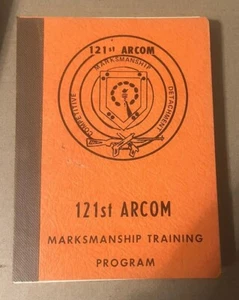 121st ARCOM
MARKSMANSHIP
COMPETITIVE
DETACHMENT
121st ARCOM
MARKSMANSHIP TRAINING
PROGRAM